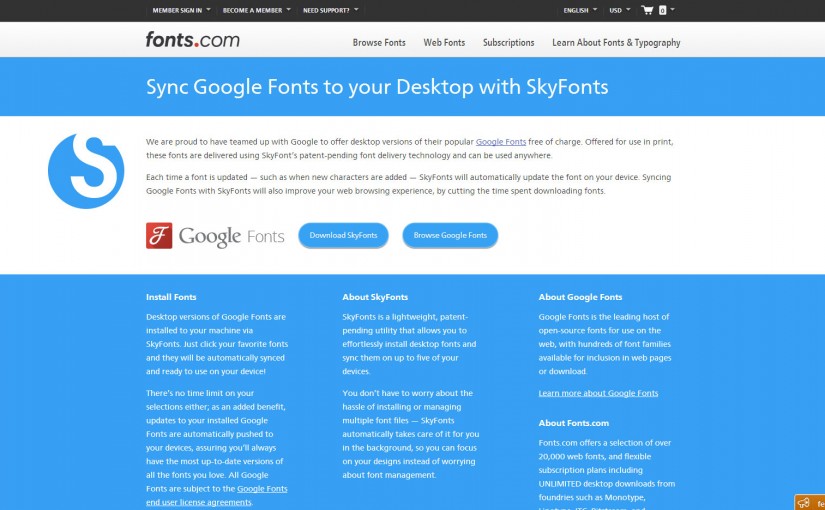 MEMBER SIGN IN BECOME A MEMBER NEED SUPPORT? ENGLISH USD 0
fonts.com Browse Fonts Web Fonts Subscriptions Learn About Fonts & Typography
Sync Google Fonts to your Desktop with SkyFonts
We are proud to have teamed up with Google to offer desktop versions of their popular Google Fonts free of charge. Offered for use in print,
these fonts are delivered using SkyFont's patent-pending font delivery technology and can be used anywhere.
Each time a font is updated — such as when new characters are added — SkyFonts will automatically update the font on your device. Syncing
Google Fonts with SkyFonts will also improve your web browsing experience, by cutting the time spent downloading fonts.
Google Fonts Download SkyFonts Browse Google Fonts
Install Fonts
Desktop versions of Google Fonts are
installed to your machine via
SkyFonts. Just click your favorite fonts
and they will be automatically synced
and ready to use on your device!
There's no time limit on your
selections either; as an added benefit,
updates to your installed Google
Fonts are automatically pushed to
your devices, assuring you'll always
have the most up-to-date versions of
all the fonts you love. All Google
Fonts are subject to the Google Fonts
end user license agreements.
About SkyFonts
SkyFonts is a lightweight, patent-
pending utility that allows you to
effortlessly install desktop fonts and
sync them on up to five of your
devices.
You don't have to worry about the
hassle of installing or managing
multiple font files — SkyFonts
automatically takes care of it for you
in the background, so you can focus
on your designs instead of worrying
about font management.
About Google Fonts
Google Fonts is the leading host of
open-source fonts for use on the
web, with hundreds of font families
available for inclusion in web pages
or download.
Learn more about Google Fonts
About Fonts.com
Fonts.com offers a selection of over
20,000 web fonts, and flexible
subscription plans including
UNLIMITED desktop downloads from
foundries such as Monotype,
fe